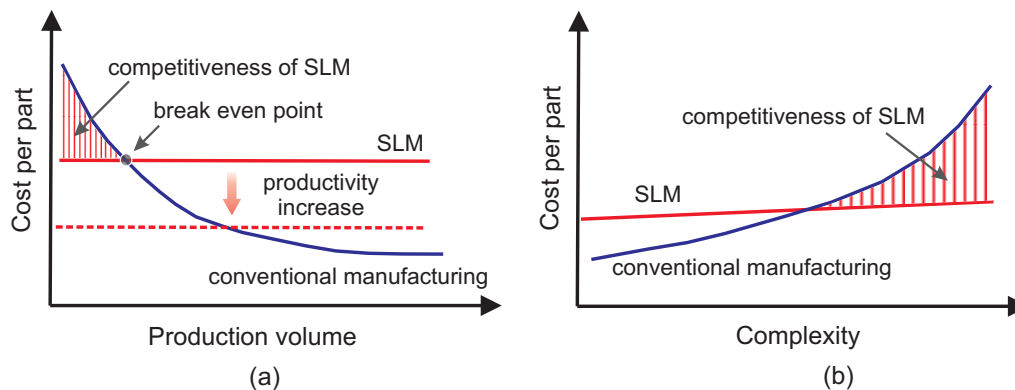 Cost per part
competitiveness of SLM
break even point
SLM
productivity
increase
conventional manufacturing
Production volume
(a)
Cost per part
competitiveness
of SLM
SLM
conventional manufacturing
Complexity
(b)